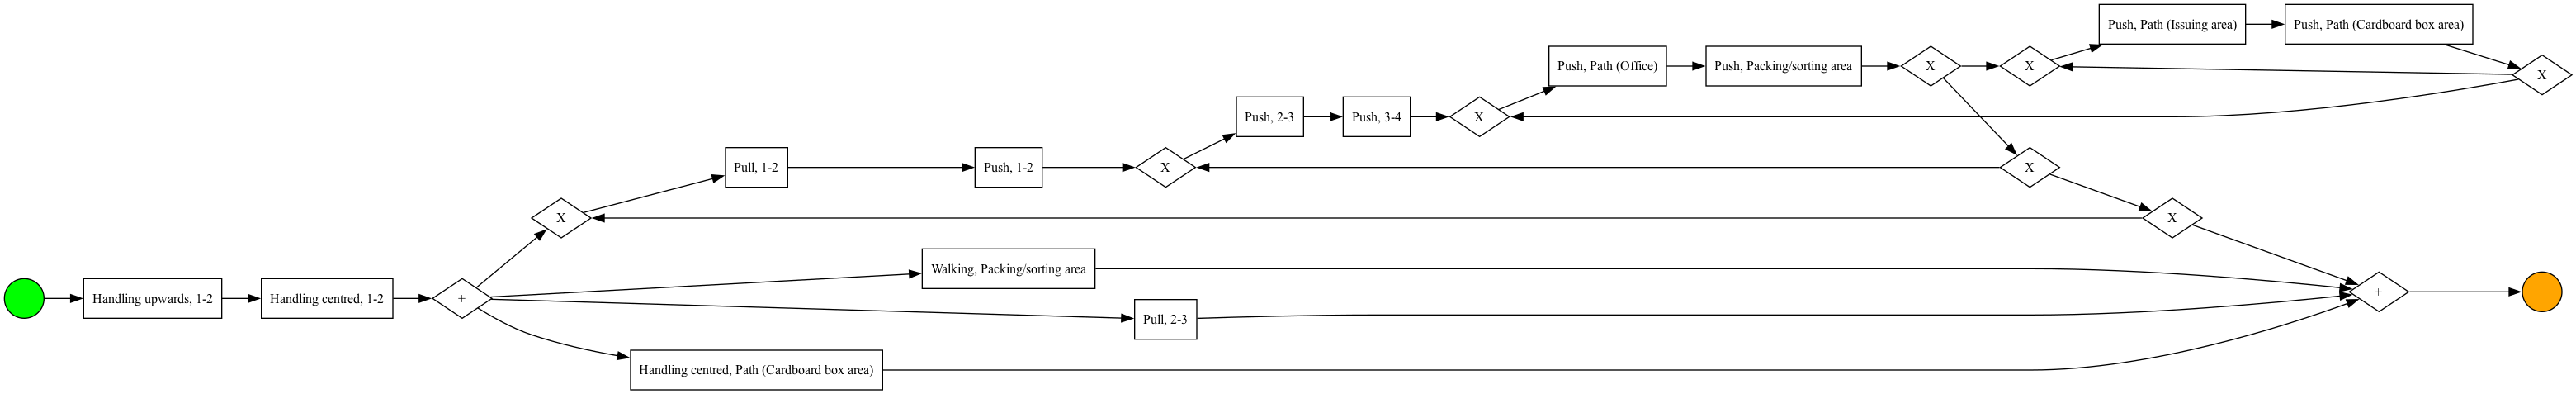 Push, Path (Issuing area)
Push, Path (Cardboard box area)
Push, Path (Office)
Push, Packing/sorting area
X
X
X
Push, 2-3
Push, 3-4
X
Pull, 1-2
Push, 1-2
X
X
X
X
Walking, Packing/sorting area
Handling upwards, 1-2
Handling centred, 1-2
+
+
Pull, 2-3
Handling centred, Path (Cardboard box area)